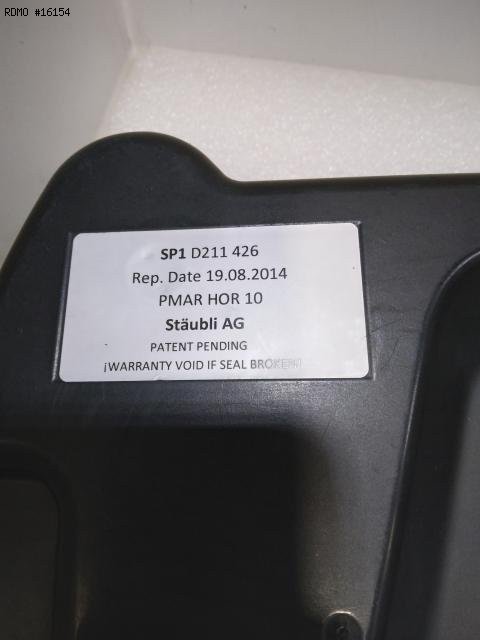 RDMO #16154
SP1 D211 426
Rep. Date 19.08.2014
PMAR HOR 10
Stäubli AG
PATENT PENDING
¡WARRANTY VOID IF SEAL BROKEN!